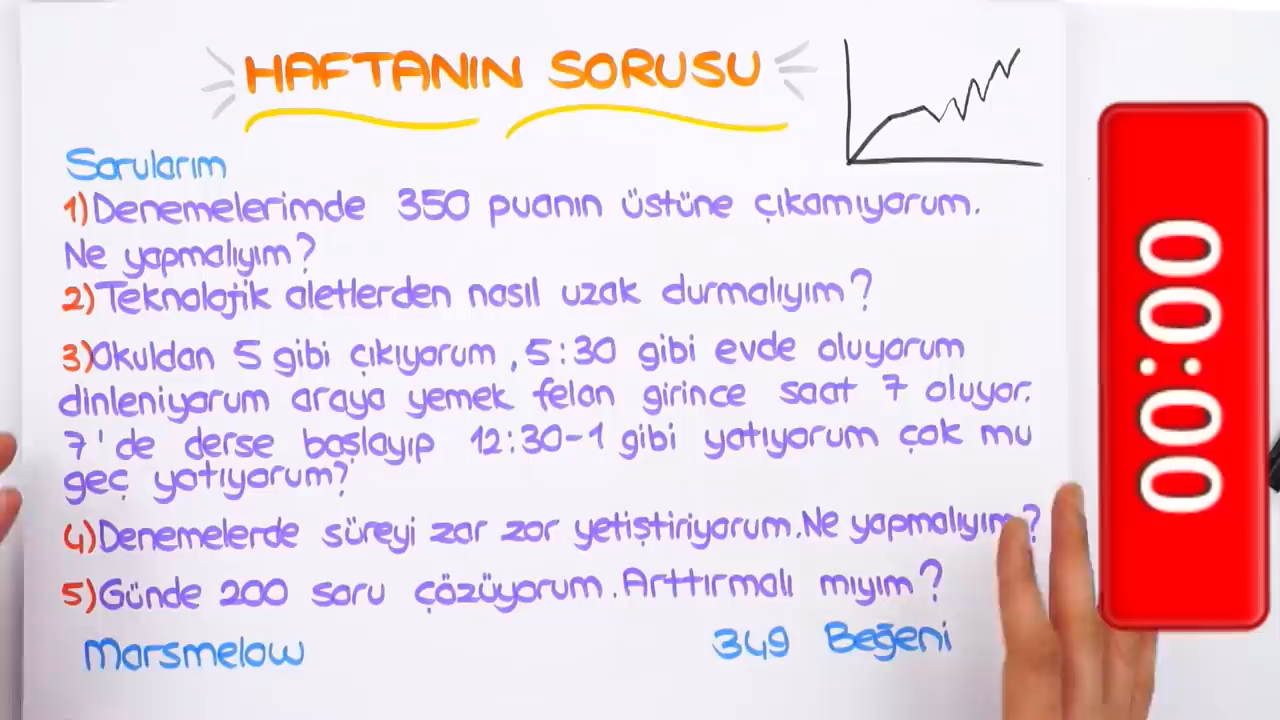 HAFTANIN SORUSU
Sorularım
1) Denemelerimde 350 puanın üstüne çıkamıyorum.
Ne yapmalıyım?
2) Teknolojik aletlerden nasıl uzak durmalıyım?
3) Okuldan 5 gibi çıkıyorum, 5:30 gibi evde oluyorum
dinleniyorum araya yemek felan girince saat 7 oluyor.
7'de derse başlayıp 12:30-1 gibi yatıyorum çok mu
geç yatıyorum?
4) Denemelerde süreyi zar zor yetiştiriyorum. Ne yapmalıyım?
5) Günde 200 soru çözüyorum. Arttırmalı mıyım?
Marsmelow 349 Beğeni
00:00